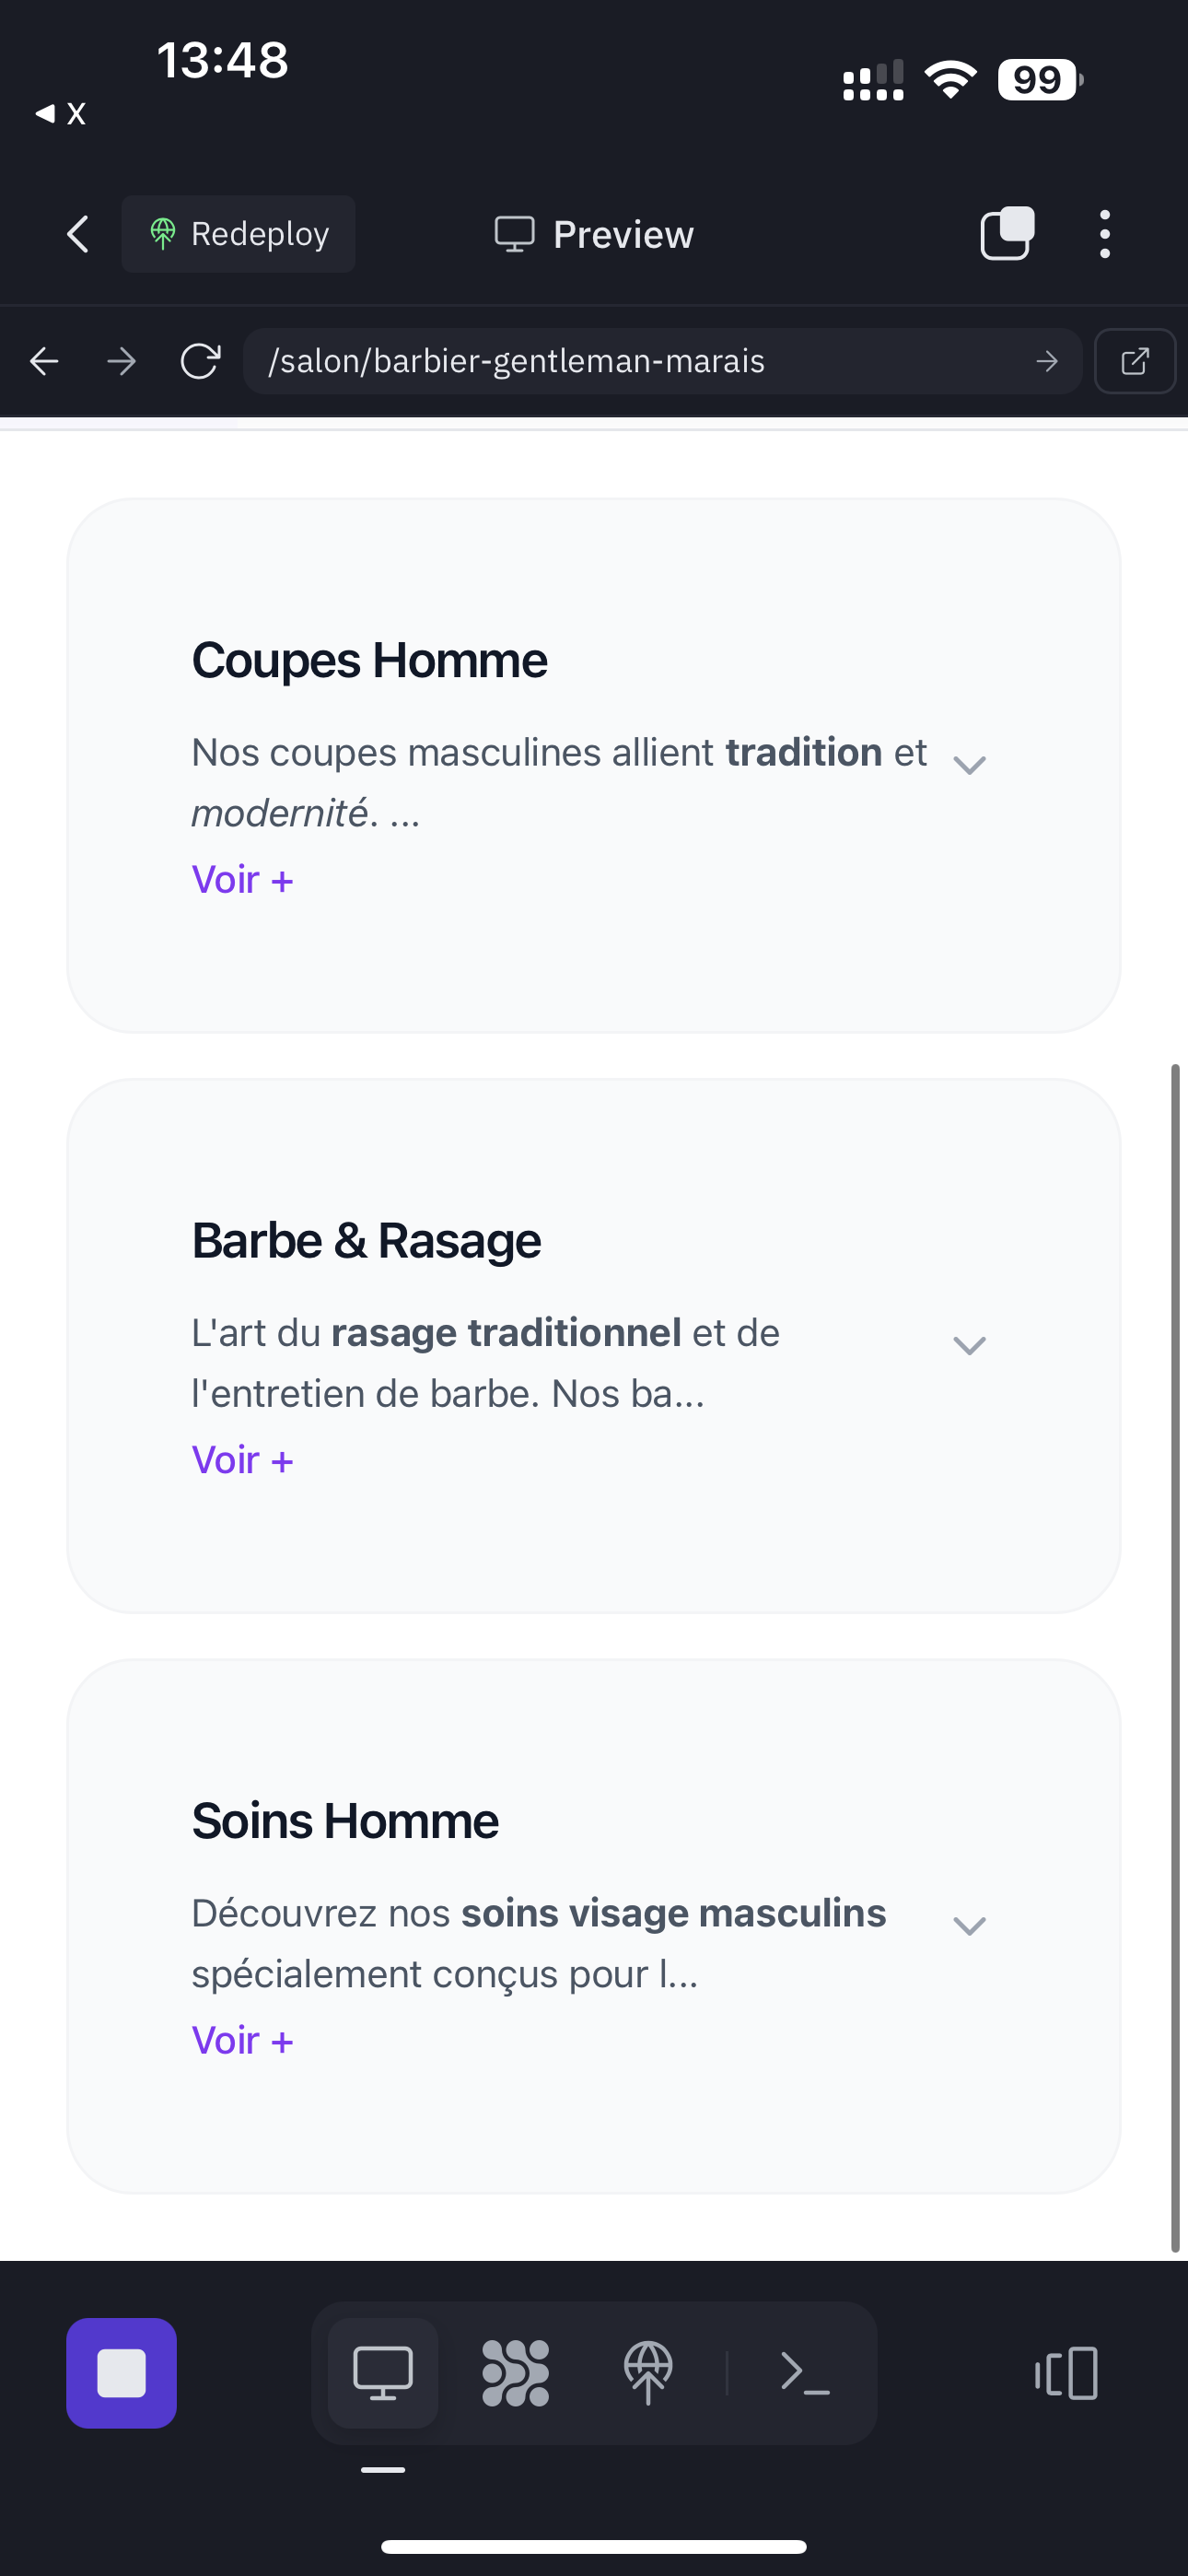 13:48
99
◀ X
Redeploy
Preview
/salon/barbier-gentleman-marais
Coupes Homme
Nos coupes masculines allient tradition et
modernité. ...
Voir +
Barbe & Rasage
L'art du rasage traditionnel et de
l'entretien de barbe. Nos ba...
Voir +
Soins Homme
Découvrez nos soins visage masculins
spécialement conçus pour l...
Voir +